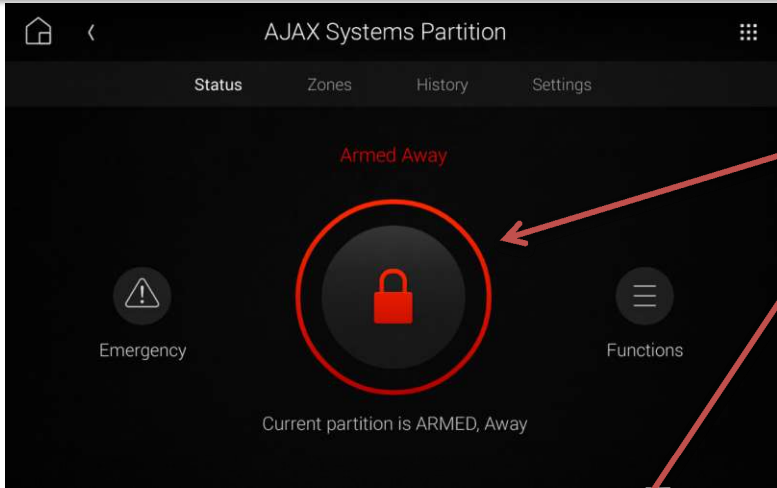 AJAX Systems Partition
Status Zones History Settings
Armed Away
Emergency
Functions
Current partition is ARMED, Away